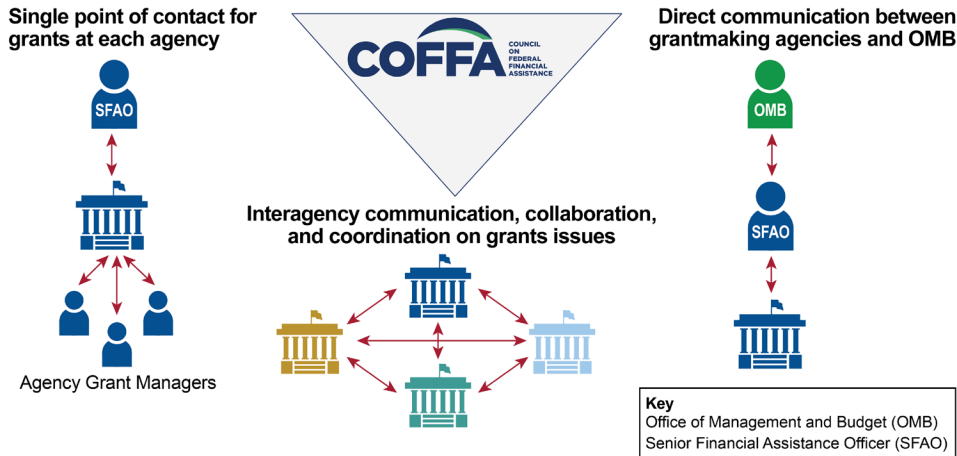 Single point of contact for
grants at each agency
SFAO
Agency Grant Managers
COFFA
COUNCIL
ON
FEDERAL
FINANCIAL
ASSISTANCE
Interagency communication, collaboration,
and coordination on grants issues
Direct communication between
grantmaking agencies and OMB
OMB
SFAO
Key
Office of Management and Budget (OMB)
Senior Financial Assistance Officer (SFAO)